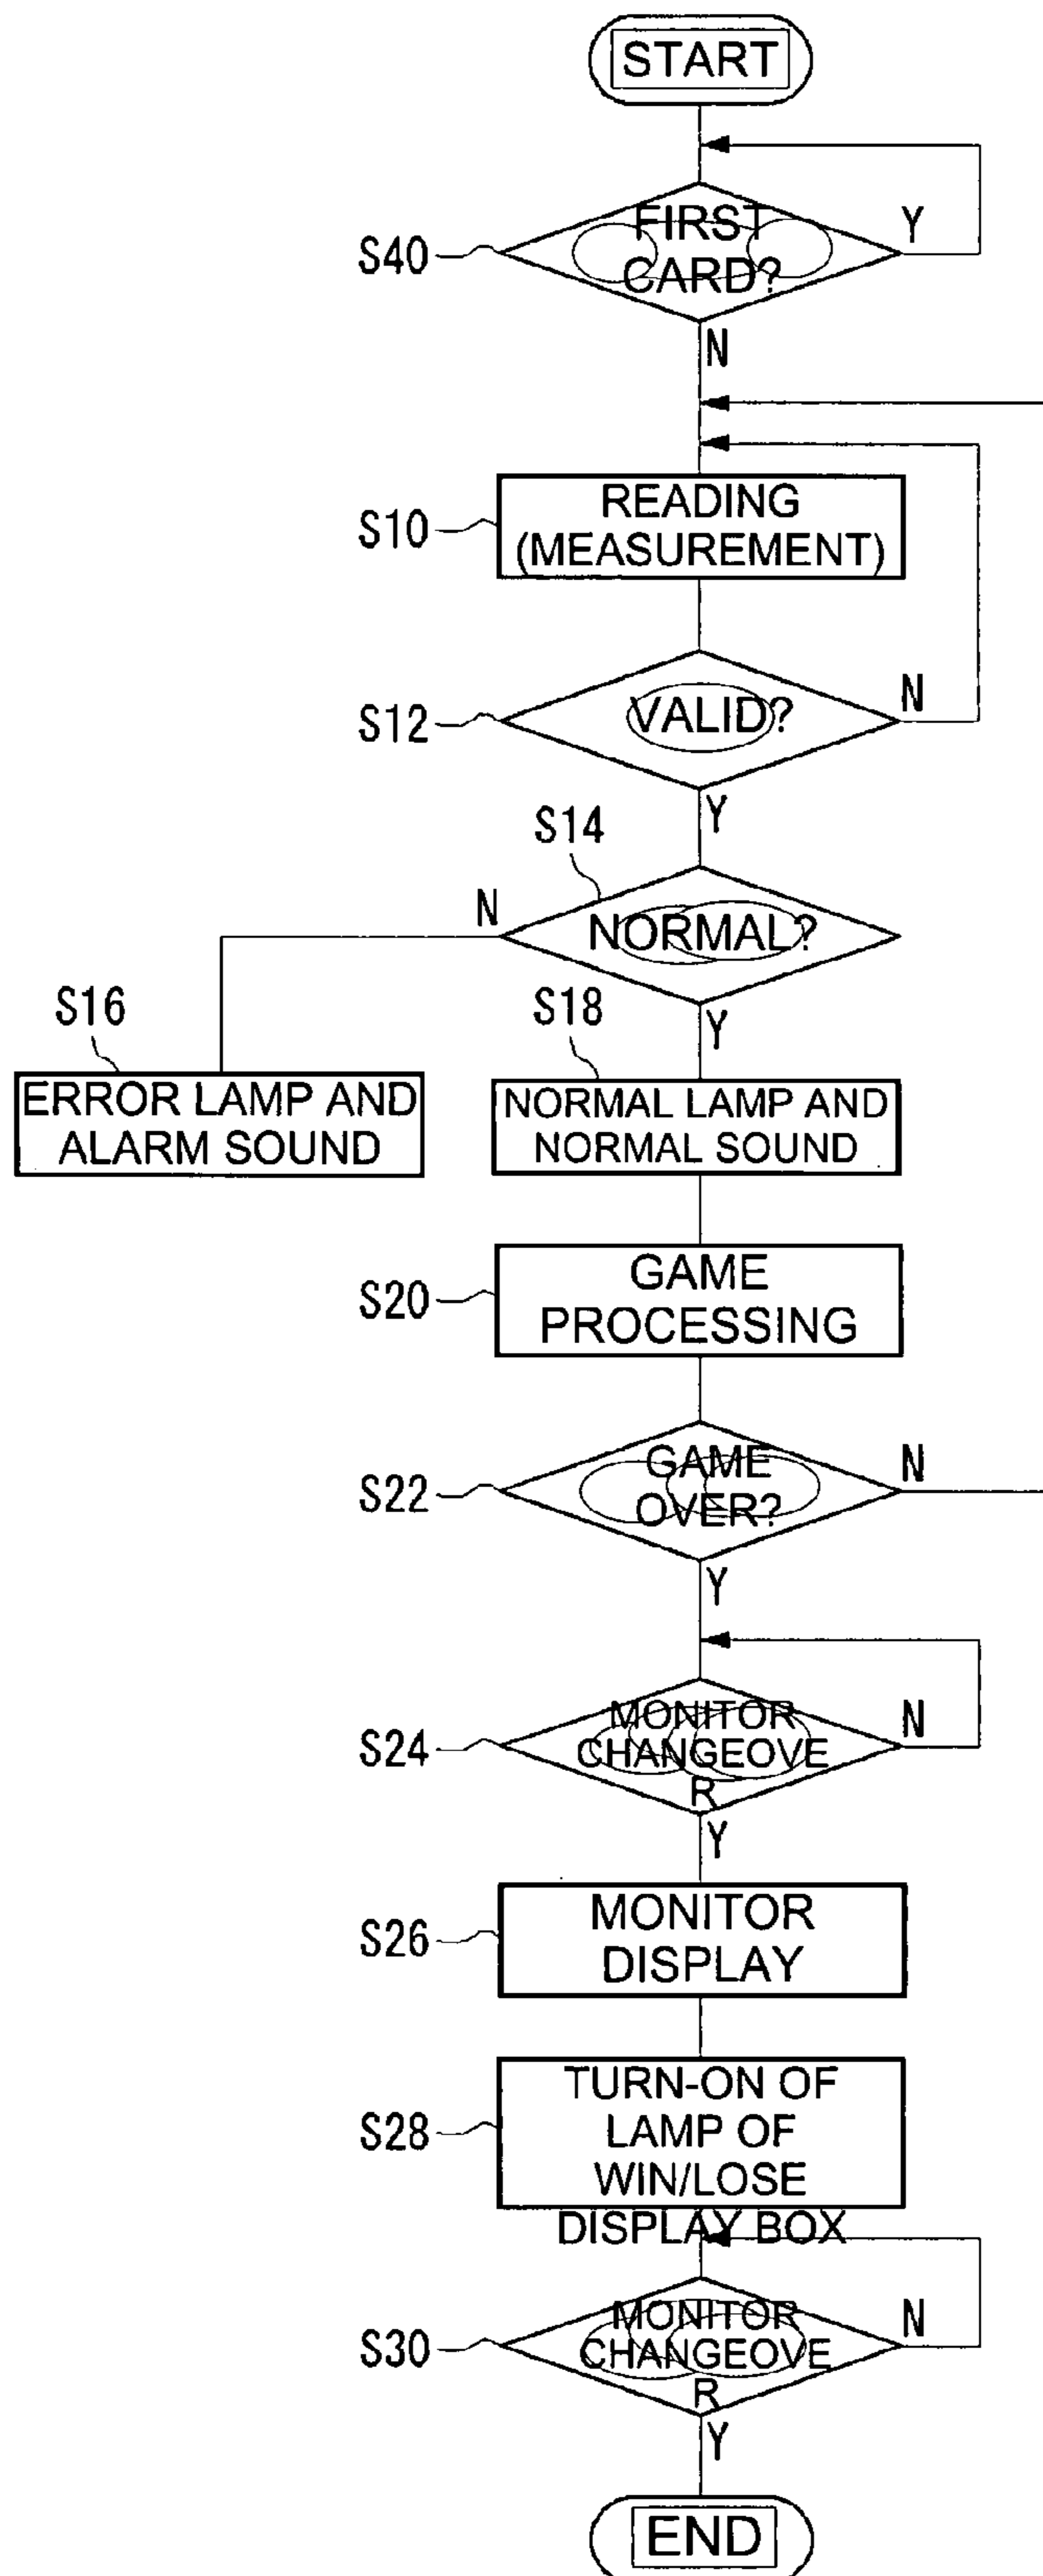 START
S40
FIRST
CARD?
Y
N
S10
READING
(MEASUREMENT)
S12
VALID?
N
Y
S14
N
NORMAL?
Y
S16
ERROR LAMP AND
ALARM SOUND
S18
NORMAL LAMP AND
NORMAL SOUND
S20
GAME
PROCESSING
S22
GAME
OVER?
N
Y
S24
MONITOR
CHANGEOVE
R
N
Y
S26
MONITOR
DISPLAY
S28
TURN-ON OF
LAMP OF
WIN/LOSE
DISPLAY BOX
S30
MONITOR
CHANGEOVE
R
N
Y
END